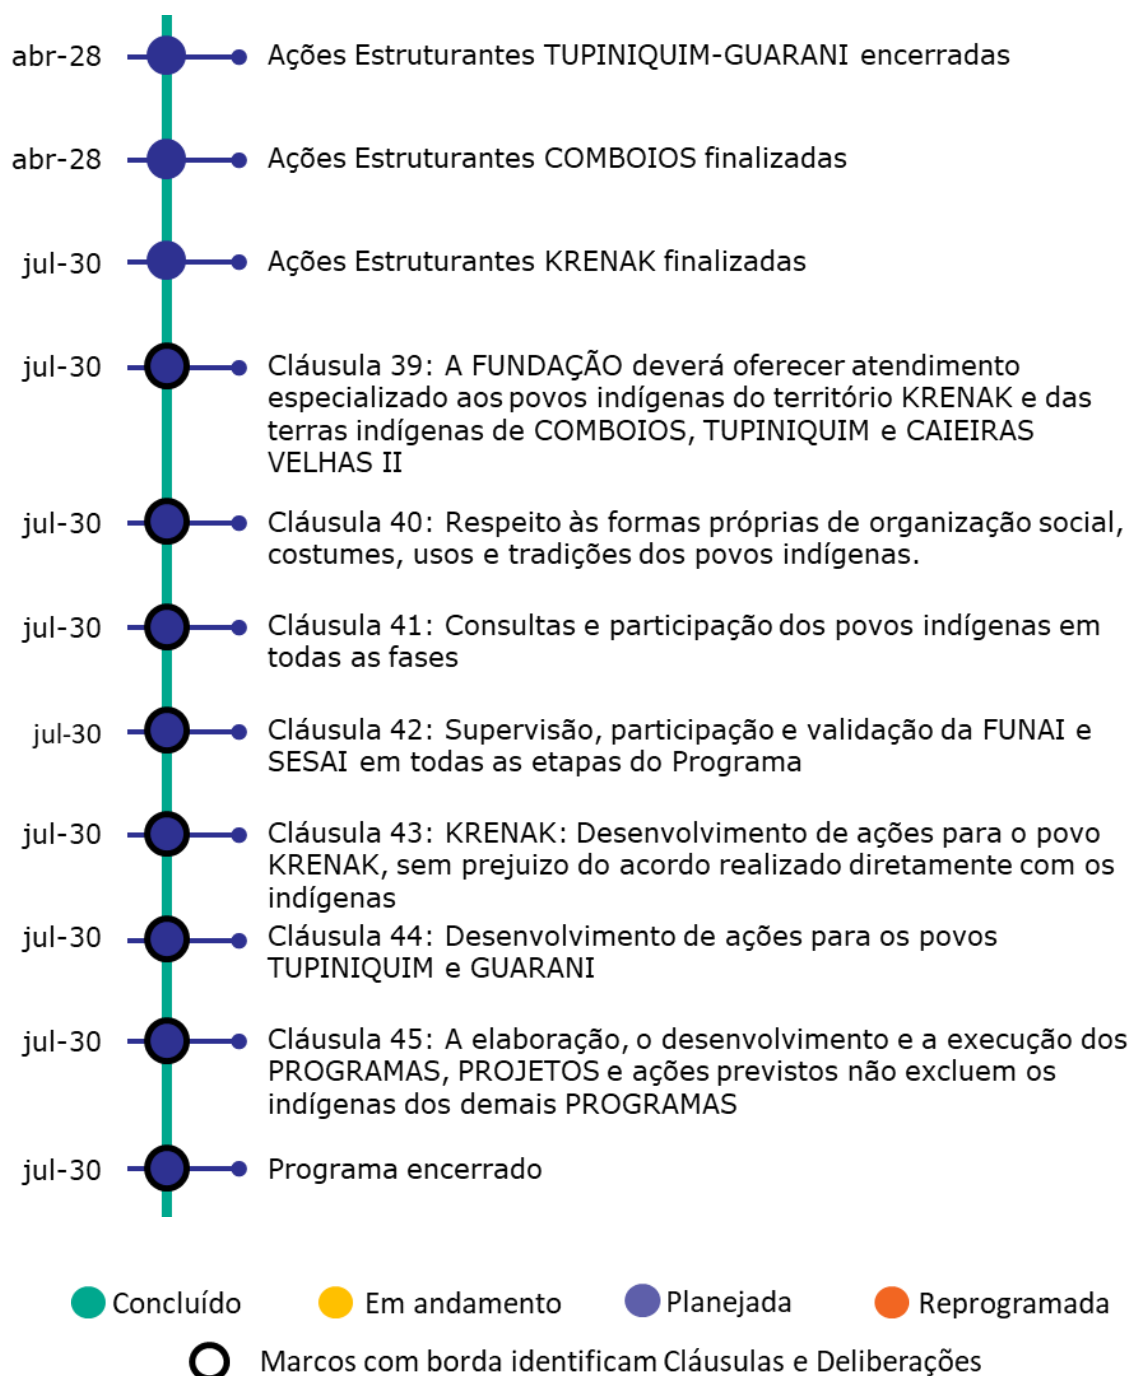 abr-28 Ações Estruturantes TUPINIQUIM-GUARANI encerradas
abr-28 Ações Estruturantes COMBOIOS finalizadas
jul-30 Ações Estruturantes KRENAK finalizadas
jul-30 Cláusula 39: A FUNDAÇÃO deverá oferecer atendimento
especializado aos povos indígenas do território KRENAK e das
terras indígenas de COMBOIOS, TUPINIQUIM e CAIEIRAS
VELHAS II
jul-30 Cláusula 40: Respeito às formas próprias de organização social,
costumes, usos e tradições dos povos indígenas.
jul-30 Cláusula 41: Consultas e participação dos povos indígenas em
todas as fases
jul-30 Cláusula 42: Supervisão, participação e validação da FUNAI e
SESAI em todas as etapas do Programa
jul-30 Cláusula 43: KRENAK: Desenvolvimento de ações para o povo
KRENAK, sem prejuizo do acordo realizado diretamente com os
indígenas
jul-30 Cláusula 44: Desenvolvimento de ações para os povos
TUPINIQUIM e GUARANI
jul-30 Cláusula 45: A elaboração, o desenvolvimento e a execução dos
PROGRAMAS, PROJETOS e ações previstos não excluem os
indígenas dos demais PROGRAMAS
jul-30 Programa encerrado
Concluído Em andamento Planejada Reprogramada
Marcos com borda identificam Cláusulas e Deliberações